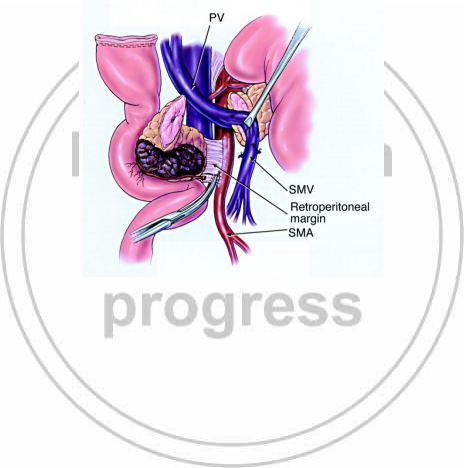 PV
SMV
Retroperitoneal
margin
SMA
progress